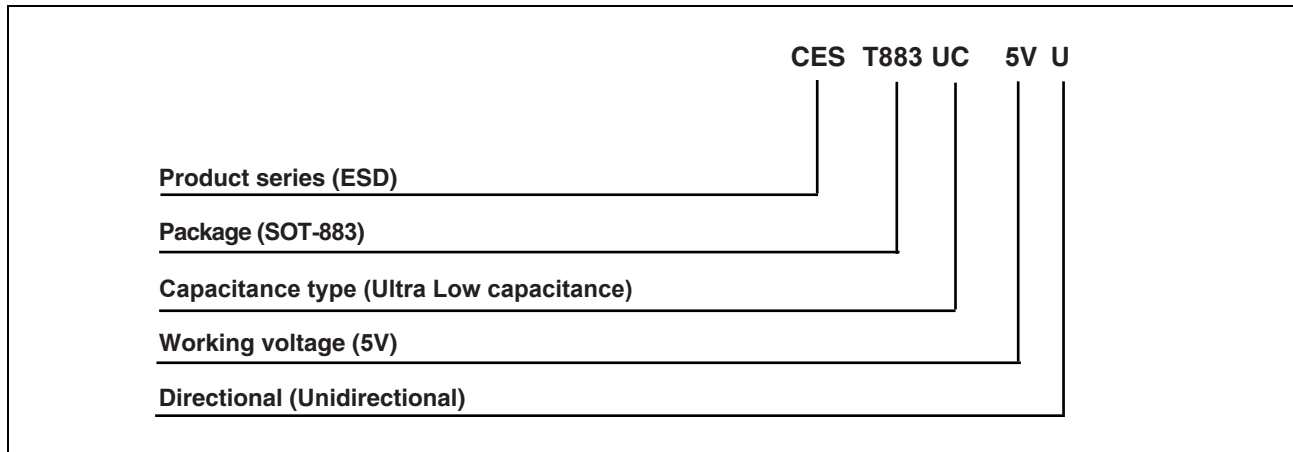 CES T883 UC 5V U
Product series (ESD)
Package (SOT-883)
Capacitance type (Ultra Low capacitance)
Working voltage (5V)
Directional (Unidirectional)